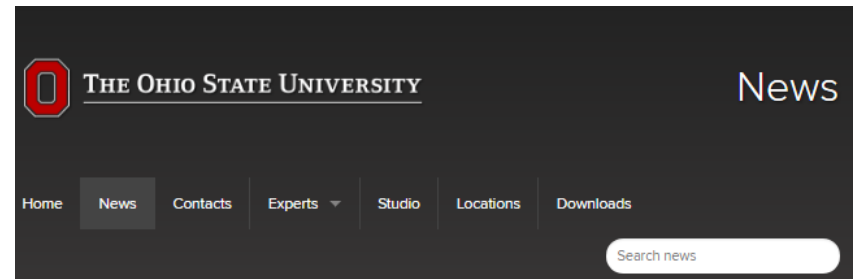 THE OHIO STATE UNIVERSITY
News
Home News Contacts Experts Studio Locations Downloads
Search news